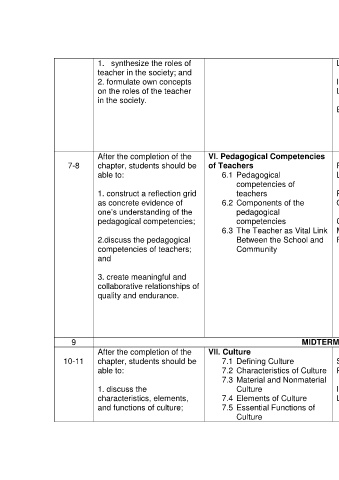 1. synthesize the roles of
teacher in the society; and
2. formulate own concepts
on the roles of the teacher
in the society.
7-8
After the completion of the
chapter, students should be
able to:
1. construct a reflection grid
as concrete evidence of
one's understanding of the
pedagogical competencies;
2.discuss the pedagogical
competencies of teachers;
and
3. create meaningful and
collaborative relationships of
quality and endurance.
VI. Pedagogical Competencies
of Teachers
6.1 Pedagogical
competencies of
teachers
6.2 Components of the
pedagogical
competencies
6.3 The Teacher as Vital Link
Between the School and
Community
9
MIDTERM
10-11
After the completion of the
chapter, students should be
able to:
1. discuss the
characteristics, elements,
and functions of culture;
VII. Culture
7.1 Defining Culture
7.2 Characteristics of Culture
7.3 Material and Nonmaterial
Culture
7.4 Elements of Culture
7.5 Essential Functions of
Culture